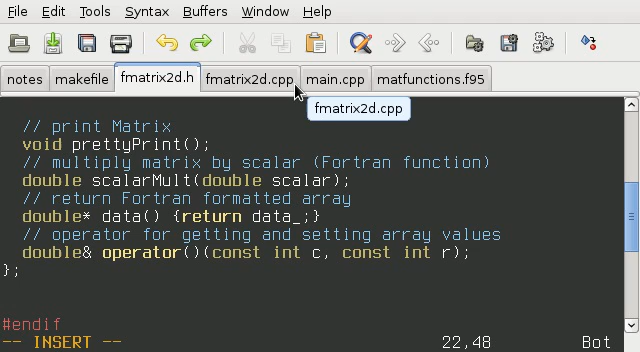 File Edit Tools Syntax Buffers Window Help
notes makefile fmatrix2d.h fmatrix2d.cpp main.cpp matfunctions.f95
fmatrix2d.cpp
// print Matrix
void prettyPrint();
// multiply matrix by scalar (Fortran function)
double scalarMult(double scalar);
// return Fortran formatted array
double* data() {return data_;}
// operator for getting and setting array values
double& operator()(const int c, const int r);
};
#endif
-- INSERT -- 22,48 Bot